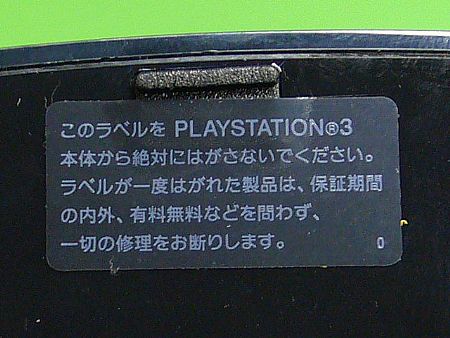 このラベルを PLAYSTATION®3
本体から絶対にはがさないでください。
ラベルが一度はがれた製品は、保証期間
の内外、有料無料などを問わず、
一切の修理をお断りします。 0